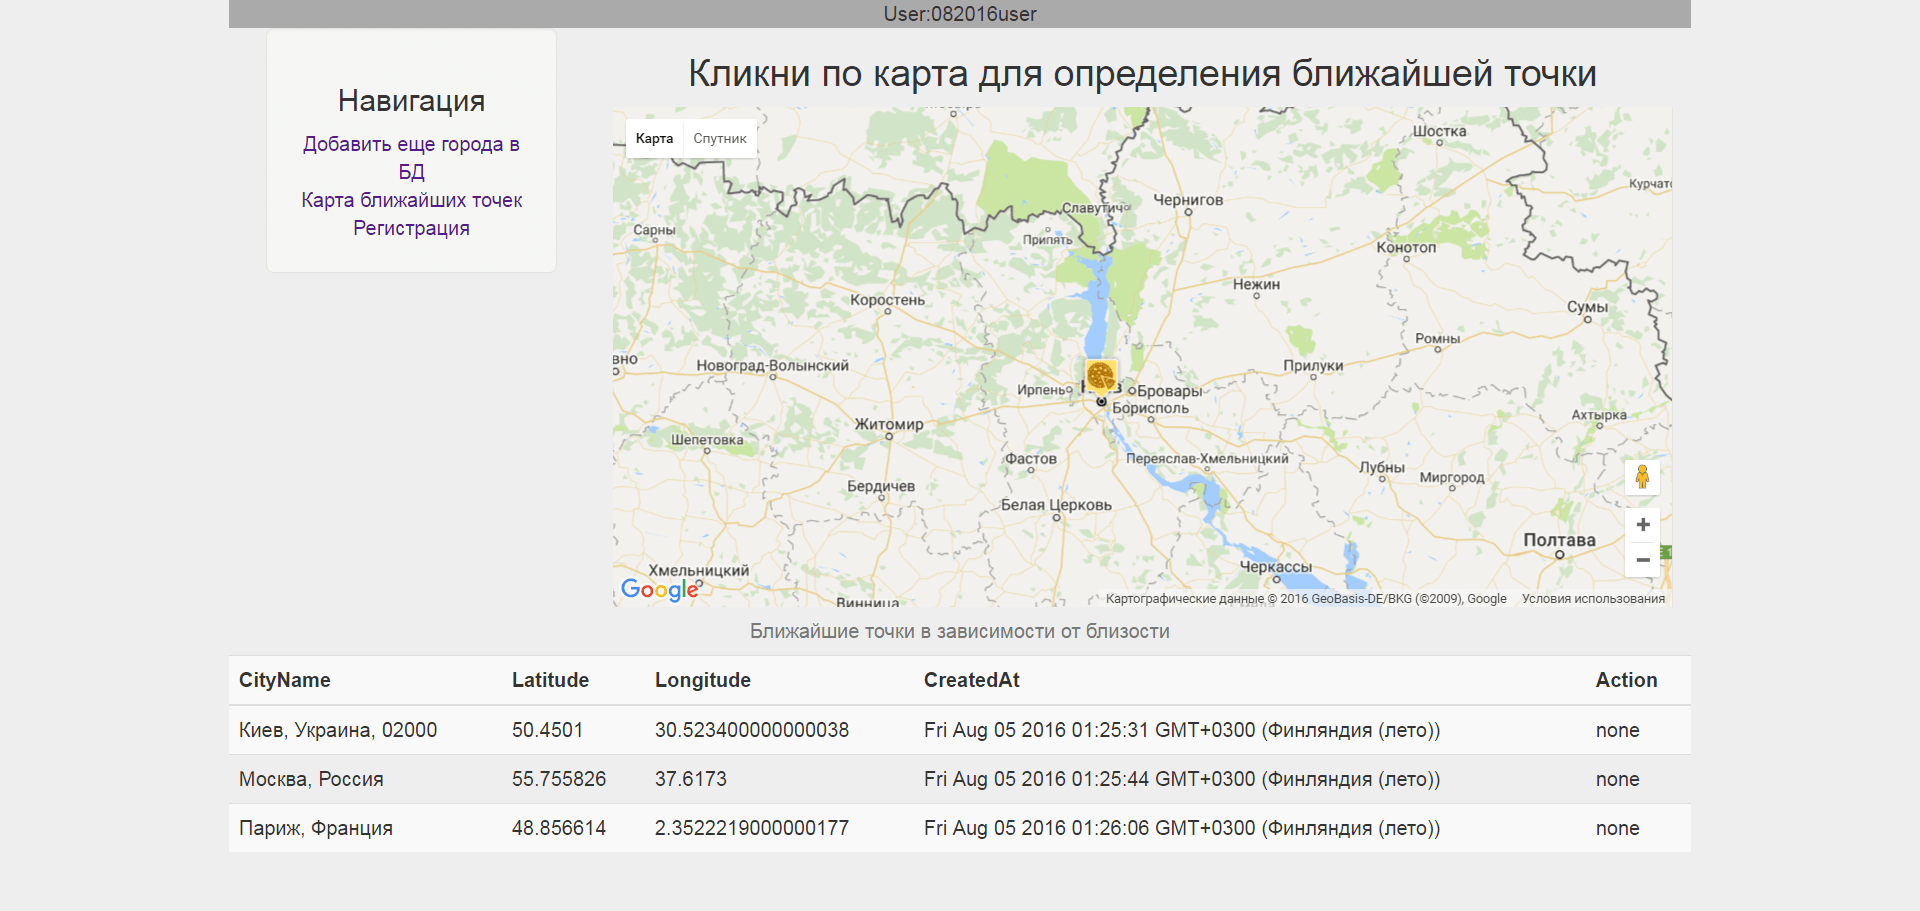 User:082016user
Навигация
Добавить еще города в
БД
Карта ближайших точек
Регистрация
Кликни по карта для определения ближайшей точки
Карта Спутник
Шостка
Чернигов
Курчат
Славутич
Сарны
Припять
Конотоп
Нежин
Коростень
Сумы
Ромны
вно
Новоград-Волынский
Прилуки
Ирпень
Бровары
Борисполь
Ахтырка
Житомир
Шепетовка
Фастов
Переяслав-Хмельницкий
Лубны
Миргород
Бердичев
Белая Церковь
Полтава
Хмельницкий
Черкассы
Google
Винница
Картографические данные © 2016 GeoBasis-DE/BKG (©2009), Google Условия использования
Ближайшие точки в зависимости от близости
CityName Latitude Longitude CreatedAt Action
Киев, Украина, 02000 50.4501 30.523400000000038 Fri Aug 05 2016 01:25:31 GMT+0300 (Финляндия (лето)) none
Москва, Россия 55.755826 37.6173 Fri Aug 05 2016 01:25:44 GMT+0300 (Финляндия (лето)) none
Париж, Франция 48.856614 2.3522219000000177 Fri Aug 05 2016 01:26:06 GMT+0300 (Финляндия (лето)) none